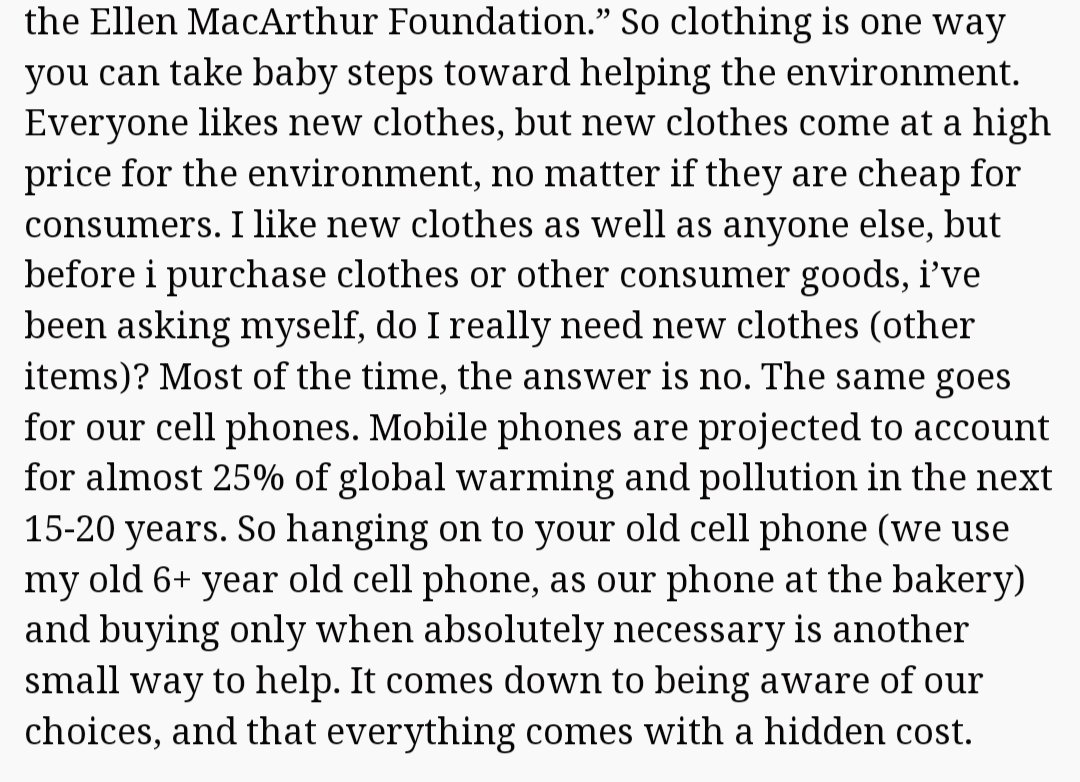 the Ellen MacArthur Foundation.” So clothing is one way
you can take baby steps toward helping the environment.
Everyone likes new clothes, but new clothes come at a high
price for the environment, no matter if they are cheap for
consumers. I like new clothes as well as anyone else, but
before i purchase clothes or other consumer goods, i’ve
been asking myself, do I really need new clothes (other
items)? Most of the time, the answer is no. The same goes
for our cell phones. Mobile phones are projected to account
for almost 25% of global warming and pollution in the next
15-20 years. So hanging on to your old cell phone (we use
my old 6+ year old cell phone, as our phone at the bakery)
and buying only when absolutely necessary is another
small way to help. It comes down to being aware of our
choices, and that everything comes with a hidden cost.